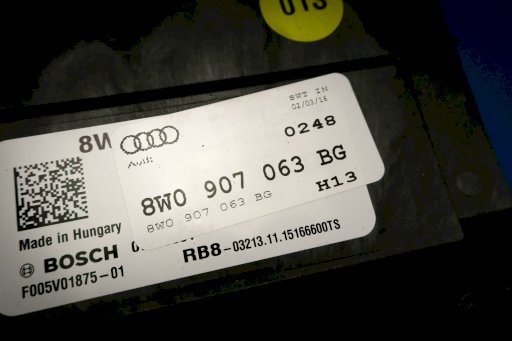 013
8W
Audi
SWT IN
02/03/16
0248
8W0 907 063 BG
8W0 907 063 BG
H13
Made in Hungary
BOSCH
F005V01875-01
RB8-03213.11.15166600TS